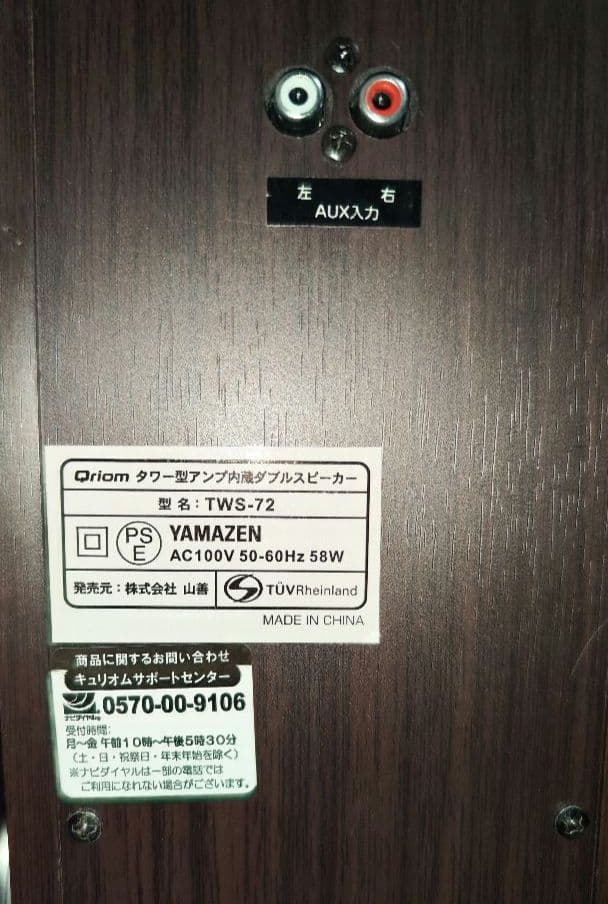 左 右
AUX入力
Qriom タワー型アンプ内蔵ダブルスピーカー
型 名：TWS-72
PS
E
YAMAZEN
AC100V 50-60Hz 58W
発売元：株式会社 山善
TÜVRheinland
MADE IN CHINA
商品に関するお問い合わせ
キュリオムサポートセンター
ナビダイヤル
0570-00-9106
受付時間:
月〜金 午前10時〜午後5時30分
（土・日・祝祭日・年末年始を除く）
※ナビダイヤルは一部の電話では
ご利用になれない場合がございます。